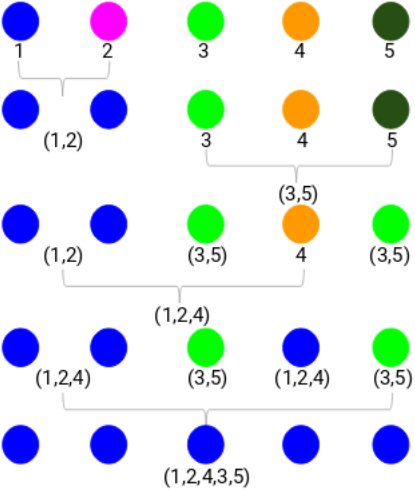 1 2 3 4 5
(1,2) 3 4 5
(3,5)
(1,2) (3,5) 4 (3,5)
(1,2,4)
(1,2,4) (3,5) (1,2,4) (3,5)
(1,2,4,3,5)